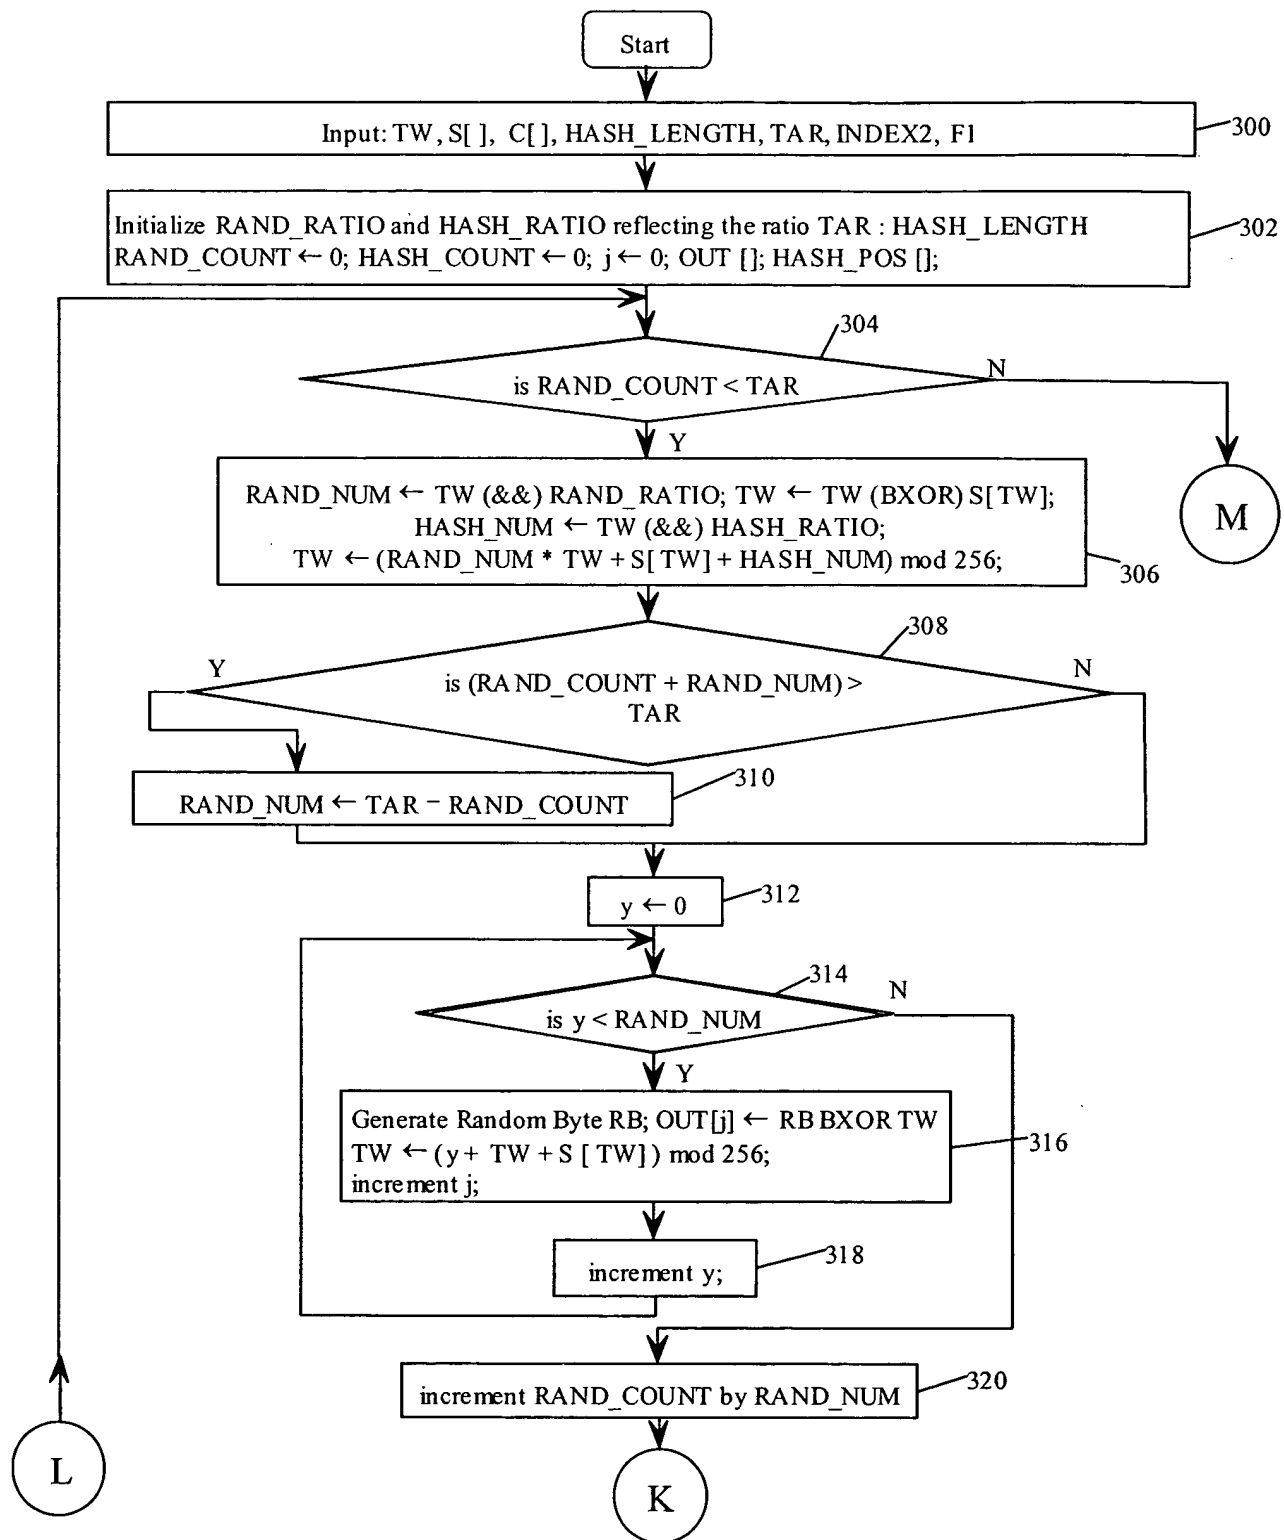 Start
Input: TW, S[ ], C[ ], HASH_LENGTH, TAR, INDEX2, F1
300
Initialize RAND_RATIO and HASH_RATIO reflecting the ratio TAR : HASH_LENGTH
RAND_COUNT ← 0; HASH_COUNT ← 0; j ← 0; OUT []; HASH_POS [];
302
304
is RAND_COUNT < TAR
N
Y
M
RAND_NUM ← TW (&&) RAND_RATIO; TW ← TW (BXOR) S[TW];
HASH_NUM ← TW (&&) HASH_RATIO;
TW ← (RAND_NUM * TW + S[TW] + HASH_NUM) mod 256;
306
308
Y
N
is (RAND_COUNT + RAND_NUM) >
TAR
310
RAND_NUM ← TAR − RAND_COUNT
312
y ← 0
314
N
is y < RAND_NUM
Y
Generate Random Byte RB; OUT[j] ← RB BXOR TW
TW ← (y + TW + S [TW]) mod 256;
increment j;
316
318
increment y;
320
increment RAND_COUNT by RAND_NUM
L
K